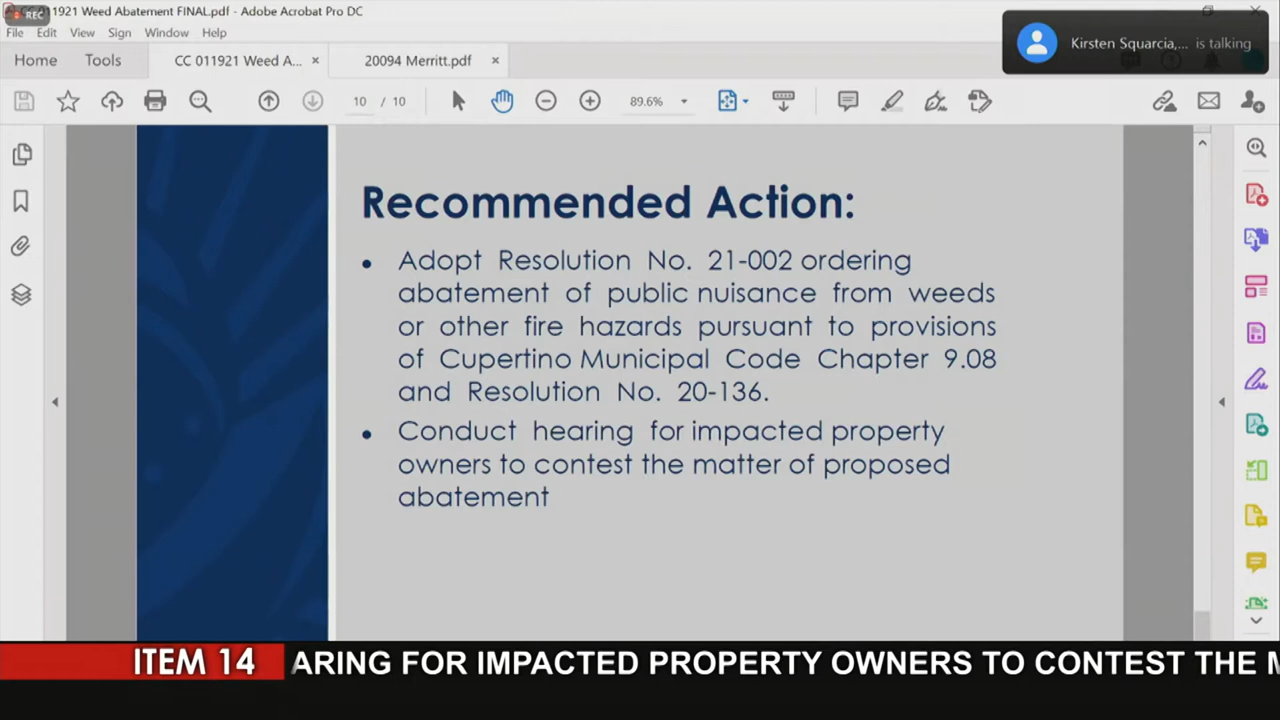 REC
CC 011921 Weed Abatement FINAL.pdf - Adobe Acrobat Pro DC
File Edit View Sign Window Help
Kirsten Squarcia,... is talking
Home Tools CC 011921 Weed A... × 20094 Merritt.pdf ×
10 / 10 89.6%
Recommended Action:
• Adopt Resolution No. 21-002 ordering
abatement of public nuisance from weeds
or other fire hazards pursuant to provisions
of Cupertino Municipal Code Chapter 9.08
and Resolution No. 20-136.
• Conduct hearing for impacted property
owners to contest the matter of proposed
abatement
ITEM 14 ARING FOR IMPACTED PROPERTY OWNERS TO CONTEST THE